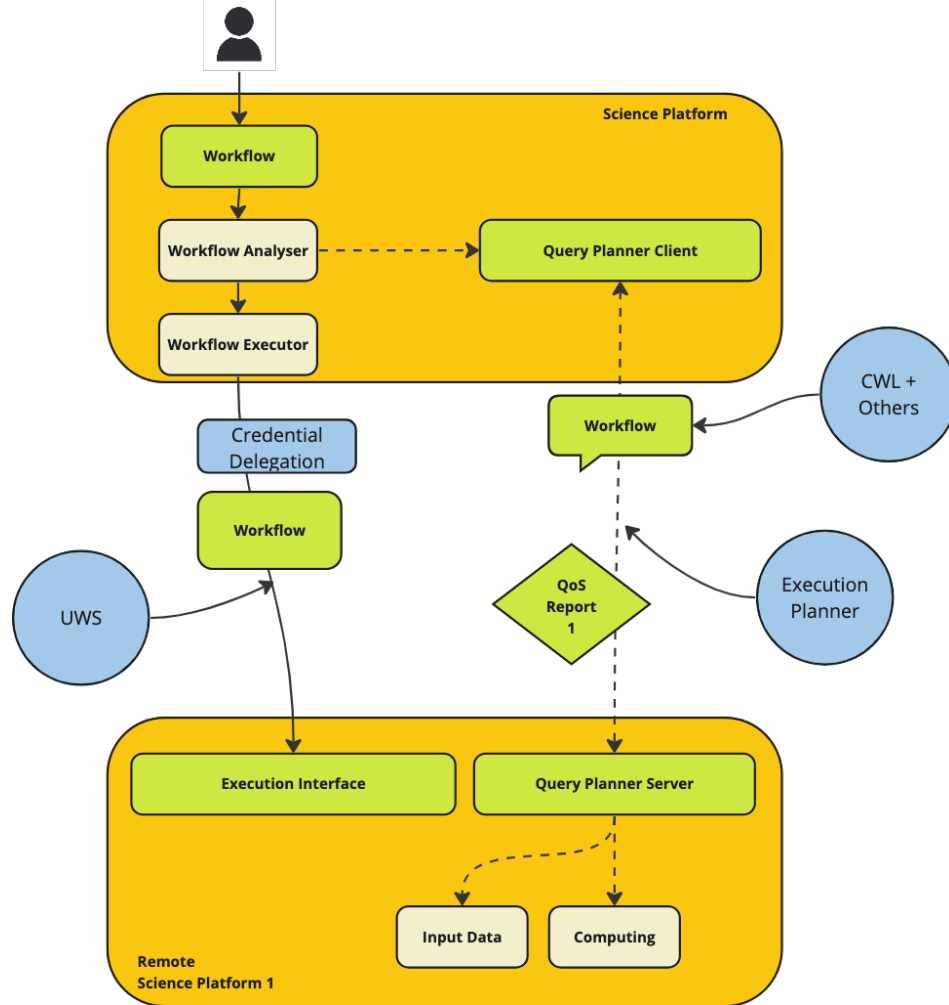 Science Platform
Workflow
Workflow Analyser
Query Planner Client
Workflow Executor
CWL +
Others
Credential
Delegation
Workflow
Workflow
QoS
Report
1
Execution
Planner
UWS
Execution Interface
Query Planner Server
Input Data
Computing
Remote
Science Platform 1